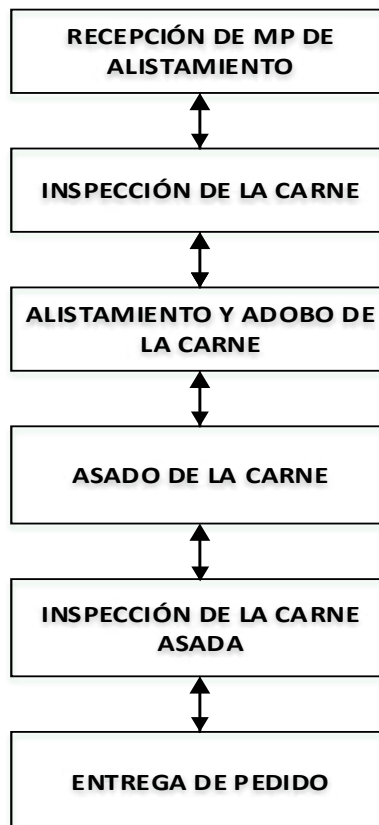 RECEPCIÓN DE MP DE
ALISTAMIENTO
INSPECCIÓN DE LA CARNE
ALISTAMIENTO Y ADOBO DE
LA CARNE
ASADO DE LA CARNE
INSPECCIÓN DE LA CARNE
ASADA
ENTREGA DE PEDIDO